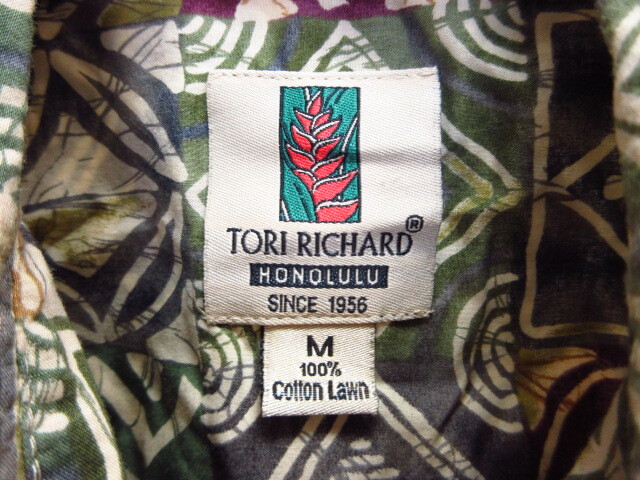 TORI RICHARD®
HONOLULU
SINCE 1956
M
100%
Cotton Lawn